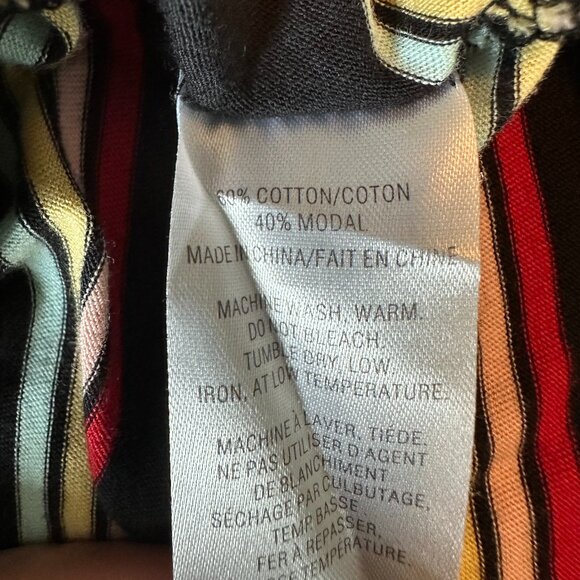 60% COTTON/COTON
40% MODAL
MADE IN CHINA/FAIT EN CHINE
MACHINE WASH, WARM.
DO NOT BLEACH.
TUMBLE DRY, LOW.
IRON, AT LOW TEMPERATURE.
MACHINE À LAVER, TIÈDE.
NE PAS UTILISER D'AGENT
DE BLANCHIMENT
SÉCHAGE PAR CULBUTAGE,
TEMP BASSE
FER À REPASSER,
TEMPÉRATURE.